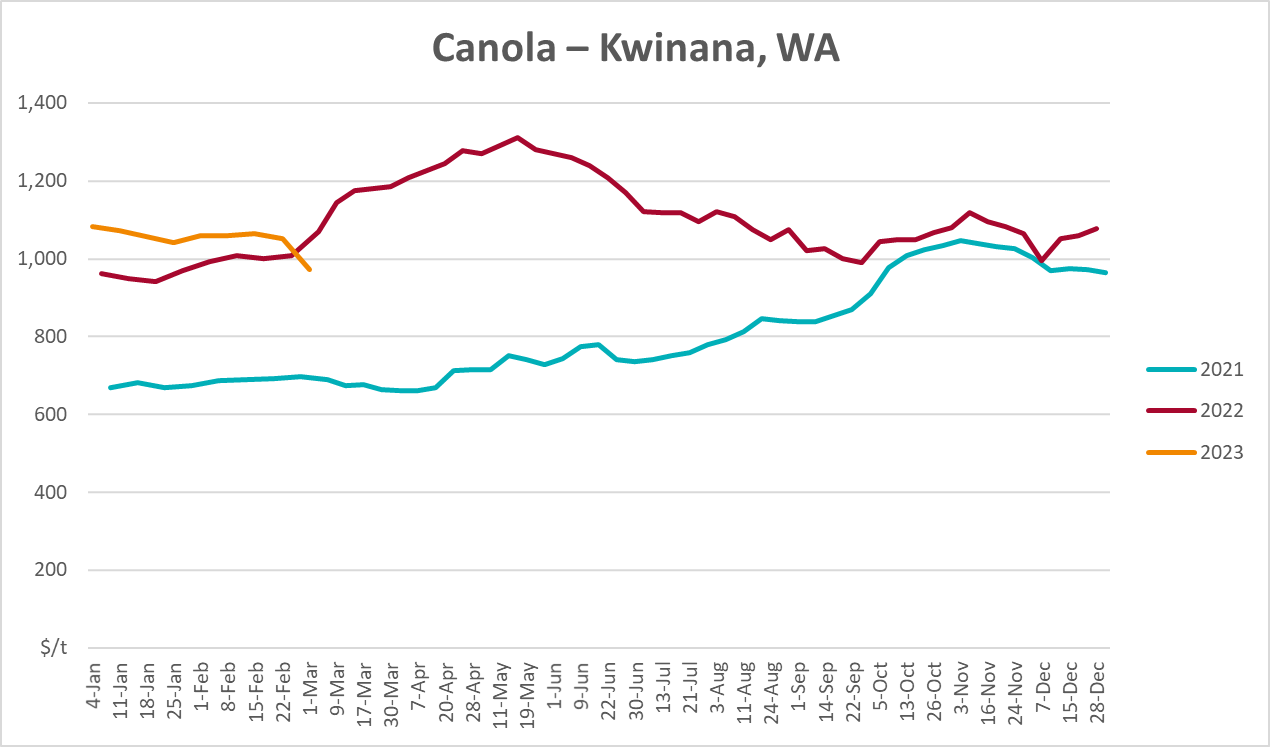 Canola – Kwinana, WA
1,400
1,200
1,000
800
600
400
200
$/t
4-Jan
11-Jan
18-Jan
25-Jan
1-Feb
8-Feb
15-Feb
22-Feb
1-Mar
9-Mar
17-Mar
30-Mar
7-Apr
20-Apr
28-Apr
11-May
19-May
1-Jun
9-Jun
22-Jun
30-Jun
13-Jul
21-Jul
3-Aug
11-Aug
24-Aug
1-Sep
14-Sep
22-Sep
5-Oct
13-Oct
26-Oct
3-Nov
16-Nov
24-Nov
7-Dec
15-Dec
28-Dec
2021
2022
2023